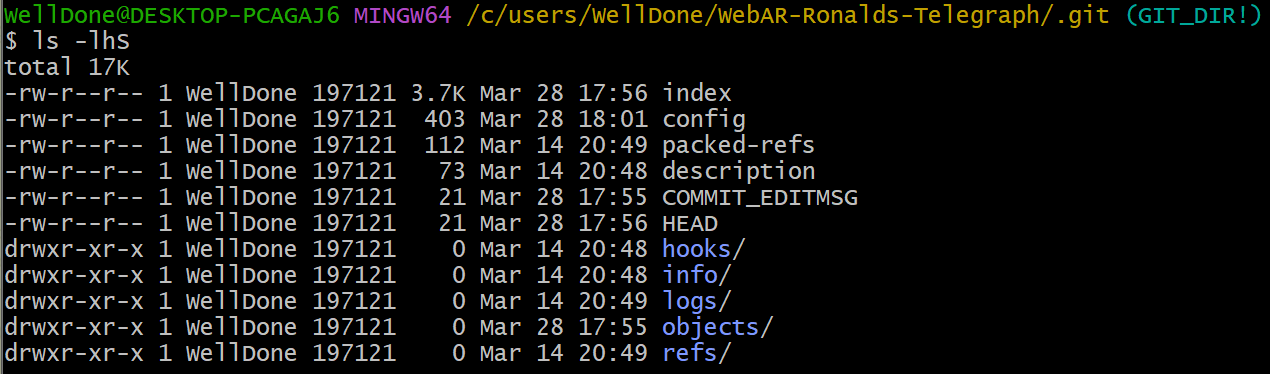 WellDone@DESKTOP-PCAGAJ6 MINGW64 /c/users/WellDone/WebAR-Ronalds-Telegraph/.git (GIT_DIR!)
$ ls -lhS
total 17K
-rw-r--r-- 1 WellDone 197121 3.7K Mar 28 17:56 index
-rw-r--r-- 1 WellDone 197121  403 Mar 28 18:01 config
-rw-r--r-- 1 WellDone 197121  112 Mar 14 20:49 packed-refs
-rw-r--r-- 1 WellDone 197121   73 Mar 14 20:48 description
-rw-r--r-- 1 WellDone 197121   21 Mar 28 17:55 COMMIT_EDITMSG
-rw-r--r-- 1 WellDone 197121   21 Mar 28 17:56 HEAD
drwxr-xr-x 1 WellDone 197121    0 Mar 14 20:48 hooks/
drwxr-xr-x 1 WellDone 197121    0 Mar 14 20:48 info/
drwxr-xr-x 1 WellDone 197121    0 Mar 14 20:49 logs/
drwxr-xr-x 1 WellDone 197121    0 Mar 28 17:55 objects/
drwxr-xr-x 1 WellDone 197121    0 Mar 14 20:49 refs/